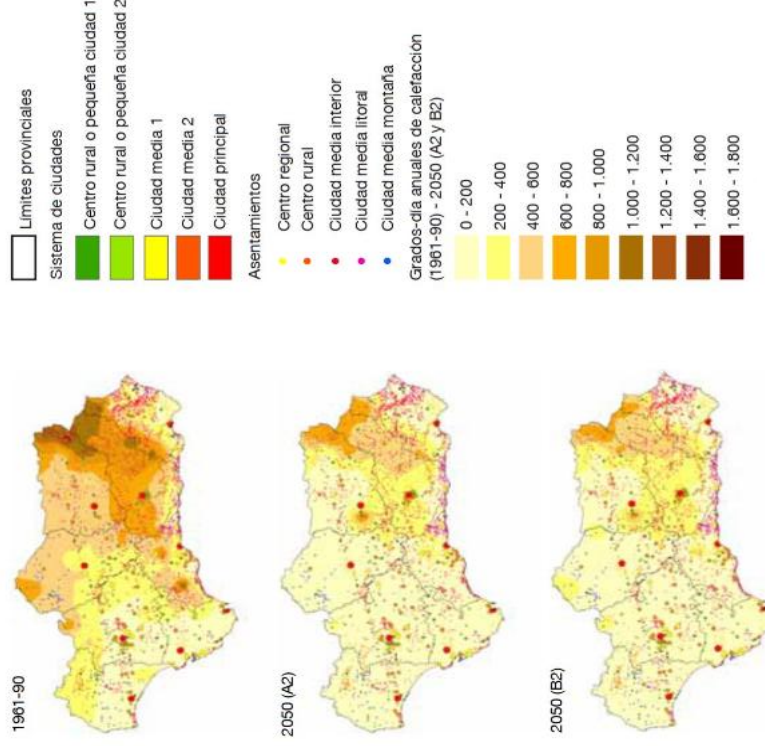 1961-90
2050 (A2)
2050 (B2)
Límites provinciales
Sistema de ciudades
Centro rural o pequeña ciudad 1
Centro rural o pequeña ciudad 2
Ciudad media 1
Ciudad media 2
Ciudad principal
Asentamientos
Centro regional
Centro rural
Ciudad media interior
Ciudad media litoral
Ciudad media montaña
Grados-día anuales de calefacción
(1961-90) - 2050 (A2 y B2)
0 - 200
200 - 400
400 - 600
600 - 800
800 - 1.000
1.000 - 1.200
1.200 - 1.400
1.400 - 1.600
1.600 - 1.800